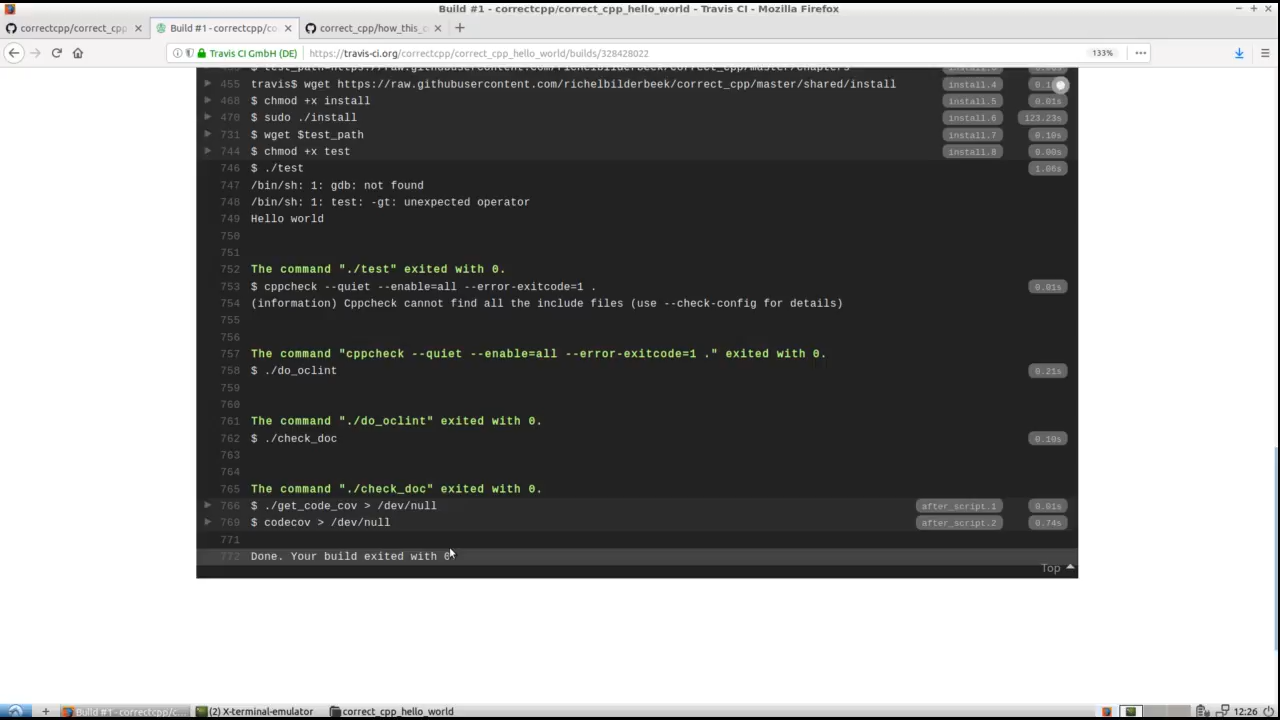 Build #1 - correctcpp/correct_cpp_hello_world - Travis CI - Mozilla Firefox
correctcpp/correct_cpp
Build #1 - correctcpp/co
correctcpp/how_this_c
Travis CI GmbH (DE)
https://travis-ci.org/correctcpp/correct_cpp_hello_world/builds/328428022
133%
455 travis$ wget https://raw.githubusercontent.com/richelbilderbeek/correct_cpp/master/shared/install install.4
468 $ chmod +x install install.5 0.01s
470 $ sudo ./install install.6 123.23s
731 $ wget $test_path install.7 0.10s
744 $ chmod +x test install.8 0.00s
746 $ ./test 1.06s
747 /bin/sh: 1: gdb: not found
748 /bin/sh: 1: test: -gt: unexpected operator
749 Hello world
750
751
752 The command "./test" exited with 0.
753 $ cppcheck --quiet --enable=all --error-exitcode=1 . 0.01s
754 (information) Cppcheck cannot find all the include files (use --check-config for details)
755
756
757 The command "cppcheck --quiet --enable=all --error-exitcode=1 ." exited with 0.
758 $ ./do_oclint 0.21s
759
760
761 The command "./do_oclint" exited with 0.
762 $ ./check_doc 0.10s
763
764
765 The command "./check_doc" exited with 0.
766 $ ./get_code_cov > /dev/null after_script.1 0.01s
769 $ codecov > /dev/null after_script.2 0.74s
771
772 Done. Your build exited with 0
Top
Build #1 - correctcpp/c...
(2) X-terminal-emulator
correct_cpp_hello_world
12:26